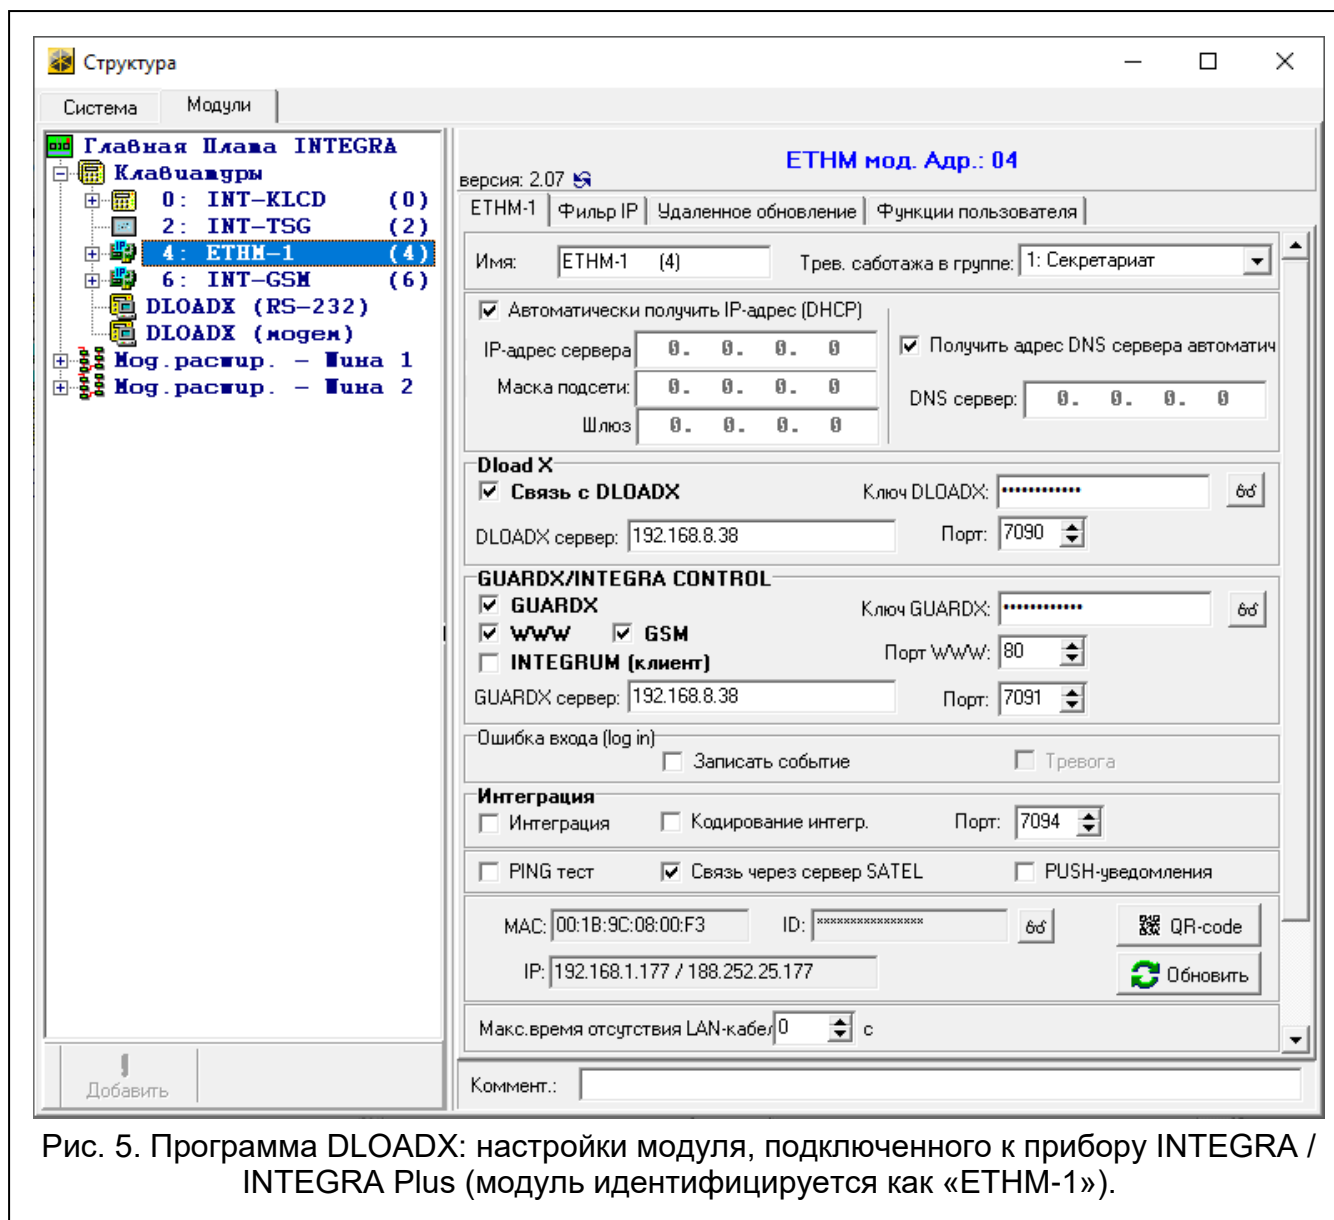 Структура
Система Модули
Главная Плата INTEGRA
Клавиатуры
0: INT-KLCD (0)
2: INT-TSG (2)
4: ETHM-1 (4)
6: INT-GSM (6)
DLOADX (RS-232)
DLOADX (модем)
Мод.расшир. - Шина 1
Мод.расшир. - Шина 2
Добавить
ETHM мод. Адр.: 04
версия: 2.07
ETHM-1 Фильр IP Удаленное обновление Функции пользователя
Имя: ETHM-1 (4) Трев. саботажа в группе: 1: Секретариат
Автоматически получить IP-адрес (DHCP)
IP-адрес сервера 0. 0. 0. 0 Получить адрес DNS сервера автоматич
Маска подсети: 0. 0. 0. 0 DNS сервер: 0. 0. 0. 0
Шлюз 0. 0. 0. 0
Dload X
Связь с DLOADX Ключ DLOADX: ••••••••••••
DLOADX сервер: 192.168.8.38 Порт: 7090
GUARDX/INTEGRA CONTROL
GUARDX Ключ GUARDX: ••••••••••••
WWW GSM Порт WWW: 80
INTEGRUM (клиент)
GUARDX сервер: 192.168.8.38 Порт: 7091
Ошибка входа (log in)
Записать событие Тревога
Интеграция
Интеграция Кодирование интегр. Порт: 7094
PING тест Связь через сервер SATEL PUSH-уведомления
MAC: 00:1B:9C:08:00:F3 ID: **************** QR-code
IP: 192.168.1.177 / 188.252.25.177 Обновить
Макс.время отсутствия LAN-кабел 0 с
Коммент.:
Рис. 5. Программа DLOADX: настройки модуля, подключенного к прибору INTEGRA /
INTEGRA Plus (модуль идентифицируется как «ETHM-1»).